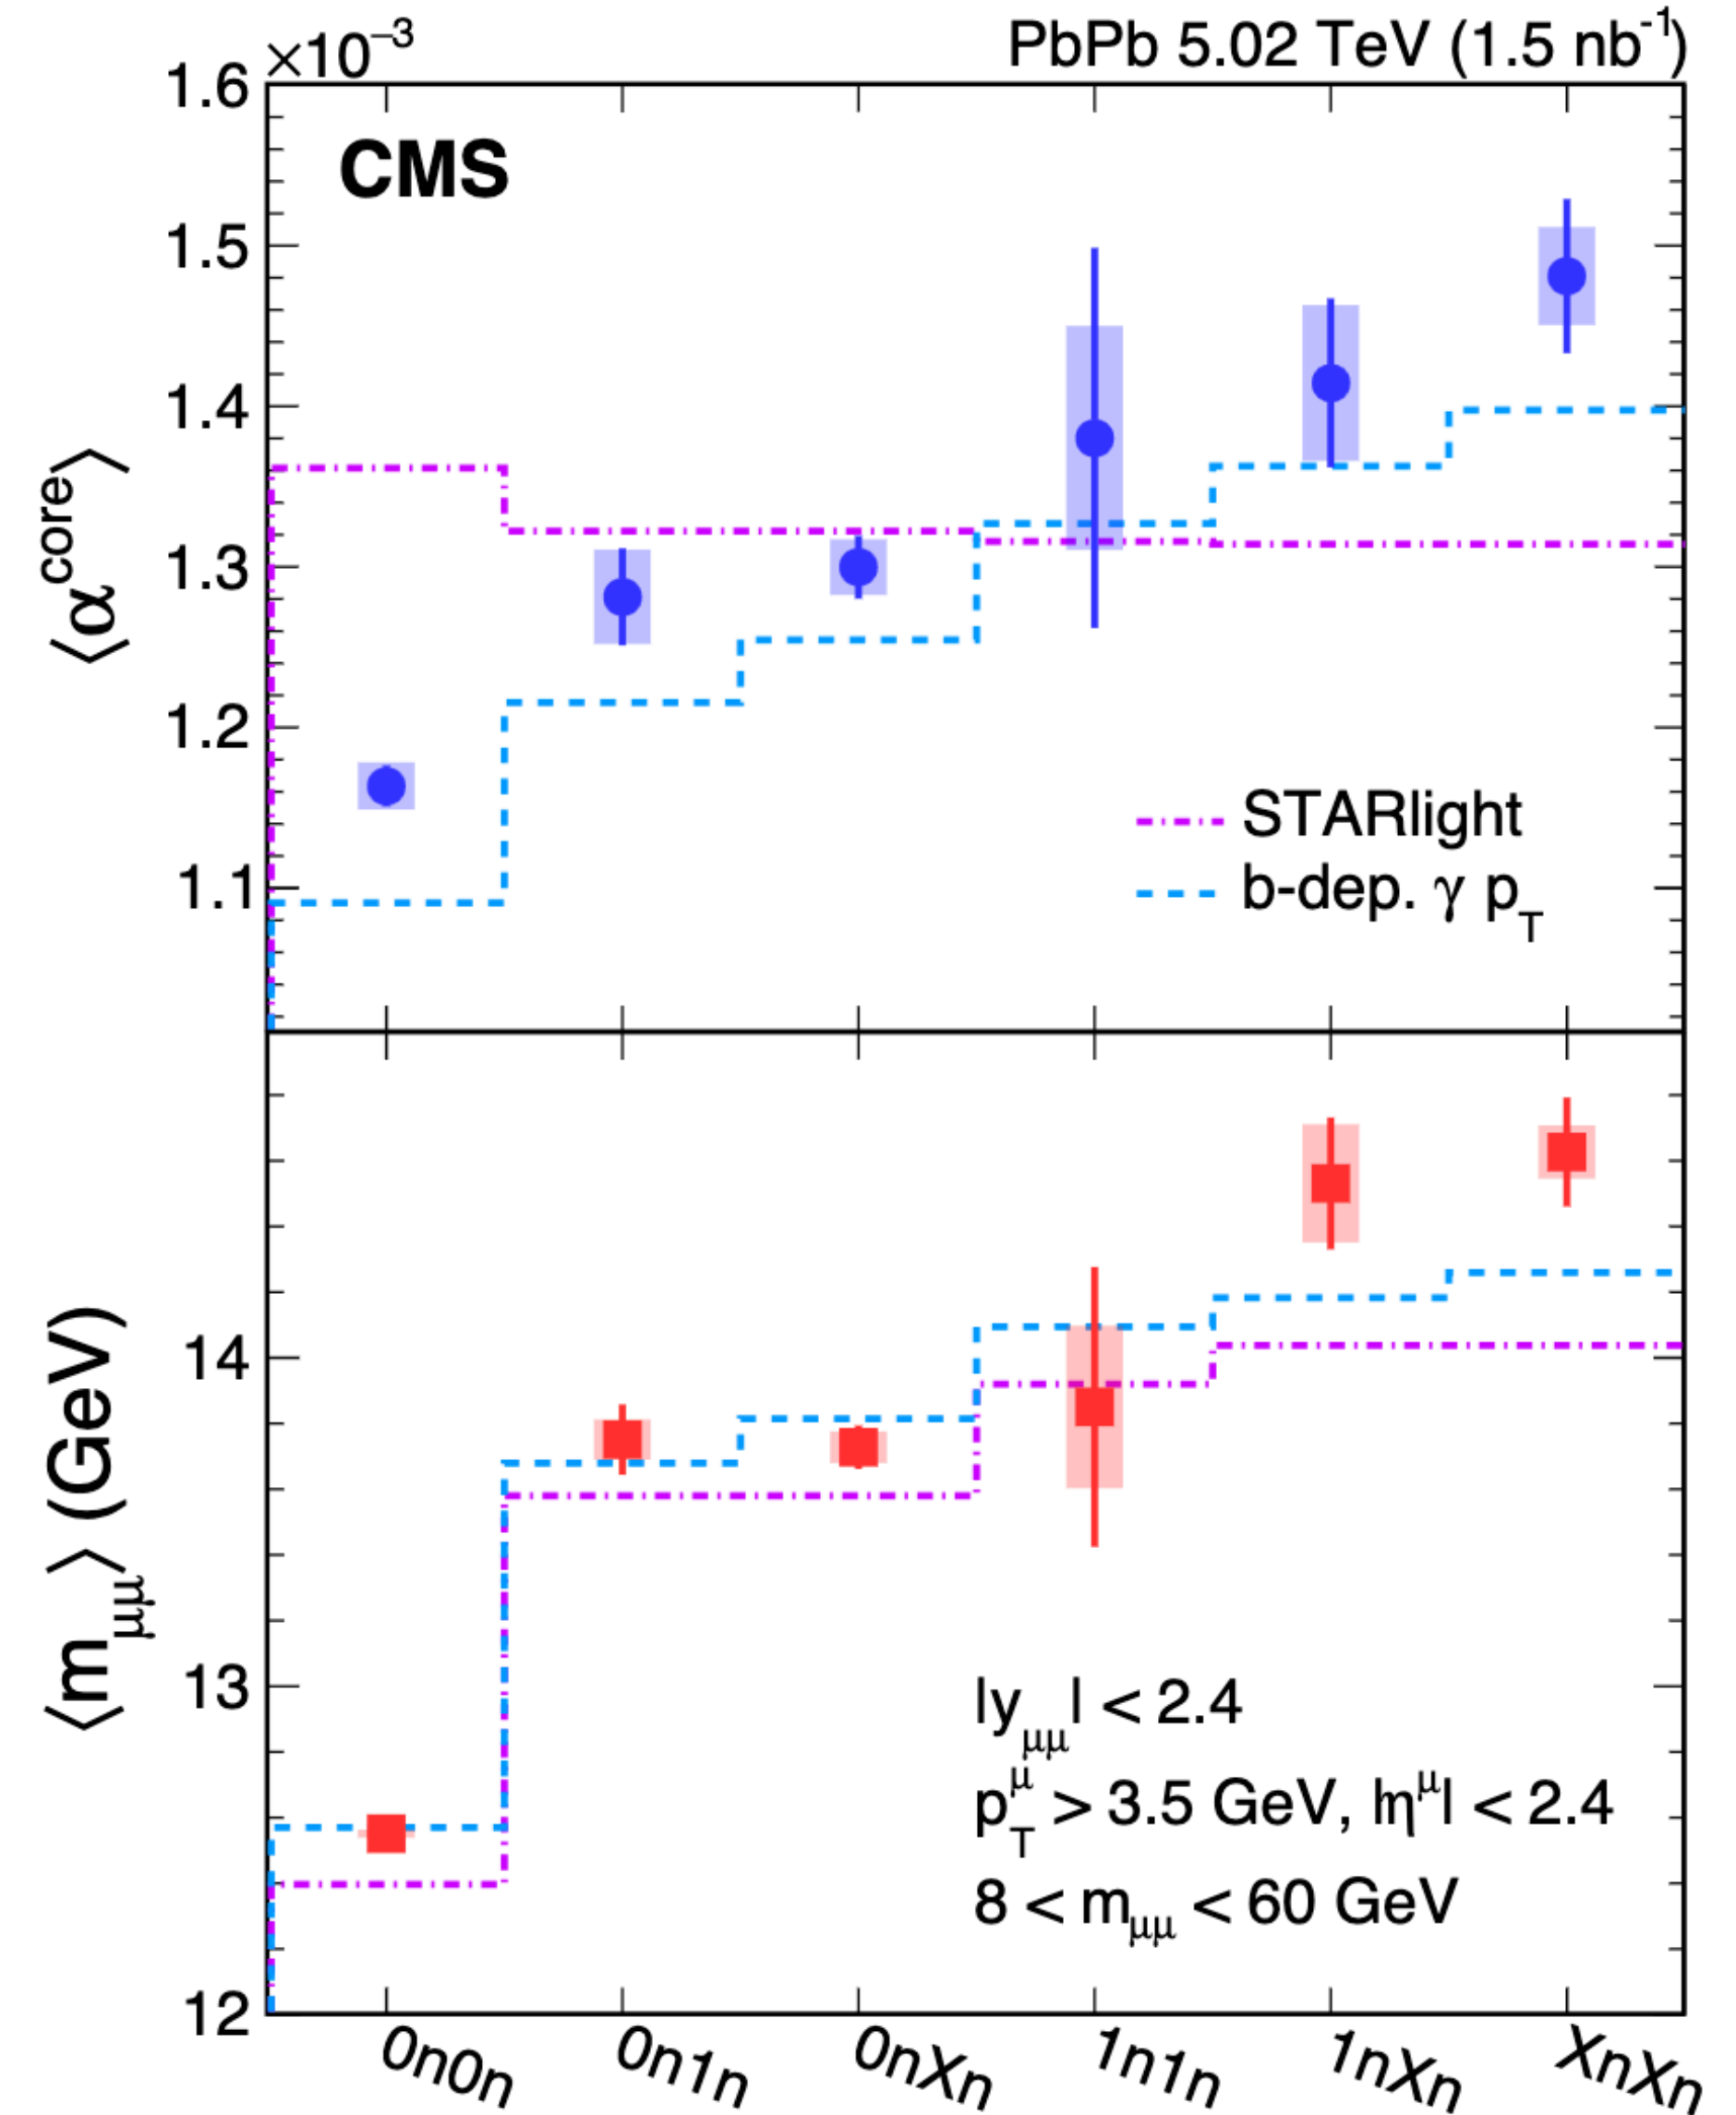 ×10⁻³ PbPb 5.02 TeV (1.5 nb⁻¹)
CMS
1.6
1.5
1.4
1.3
1.2
1.1
⟨α^core⟩
STARlight
b-dep. γ p_T
14
13
12
⟨m_μμ⟩ (GeV)
|y_μμ| < 2.4
p_T^μ > 3.5 GeV, |η^μ| < 2.4
8 < m_μμ < 60 GeV
0n0n 0n1n 0nXn 1n1n 1nXn XnXn